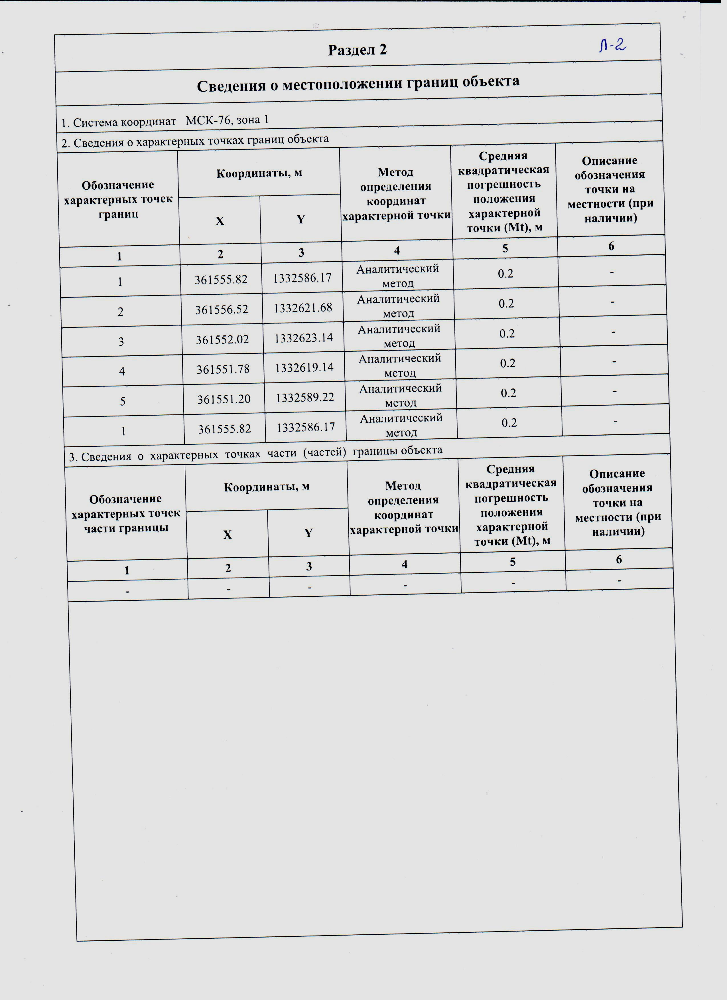 Раздел 2
Л-2
Сведения о местоположении границ объекта
1. Система координат МСК-76, зона 1
2. Сведения о характерных точках границ объекта
Обозначение
характерных точек
границ
Координаты, м
X
Y
Метод
определения
координат
характерной точки
Средняя
квадратическая
погрешность
положения
характерной
точки (Mt), м
Описание
обозначения
точки на
местности (при
наличии)
1 2 3 4 5 6
1 361555.82 1332586.17 Аналитический
метод 0.2 -
2 361556.52 1332621.68 Аналитический
метод 0.2 -
3 361552.02 1332623.14 Аналитический
метод 0.2 -
4 361551.78 1332619.14 Аналитический
метод 0.2 -
5 361551.20 1332589.22 Аналитический
метод 0.2 -
1 361555.82 1332586.17 Аналитический
метод 0.2 -
3. Сведения о характерных точках части (частей) границы объекта
Обозначение
характерных точек
части границы
Координаты, м
X
Y
Метод
определения
координат
характерной точки
Средняя
квадратическая
погрешность
положения
характерной
точки (Mt), м
Описание
обозначения
точки на
местности (при
наличии)
1 2 3 4 5 6
- - - - - -